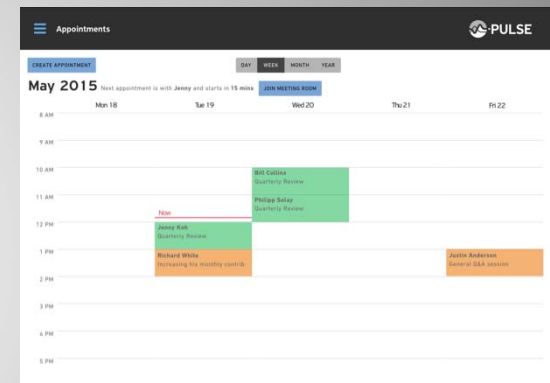 Appointments
PULSE
CREATE APPOINTMENT
DAY WEEK MONTH YEAR
May 2015 Next appointment is with Jenny and starts in 15 mins JOIN MEETING ROOM
Mon 18 Tue 19 Wed 20 Thu 21 Fri 22
8 AM
9 AM
10 AM
Bill Collins
Quarterly Review
11 AM
Philipp Solay
Quarterly Review
Now
12 PM
Jenny Kok
Quarterly Review
1 PM
Richard White
Increasing his monthly contrib
Justin Anderson
General Q&A session
2 PM
3 PM
4 PM
5 PM